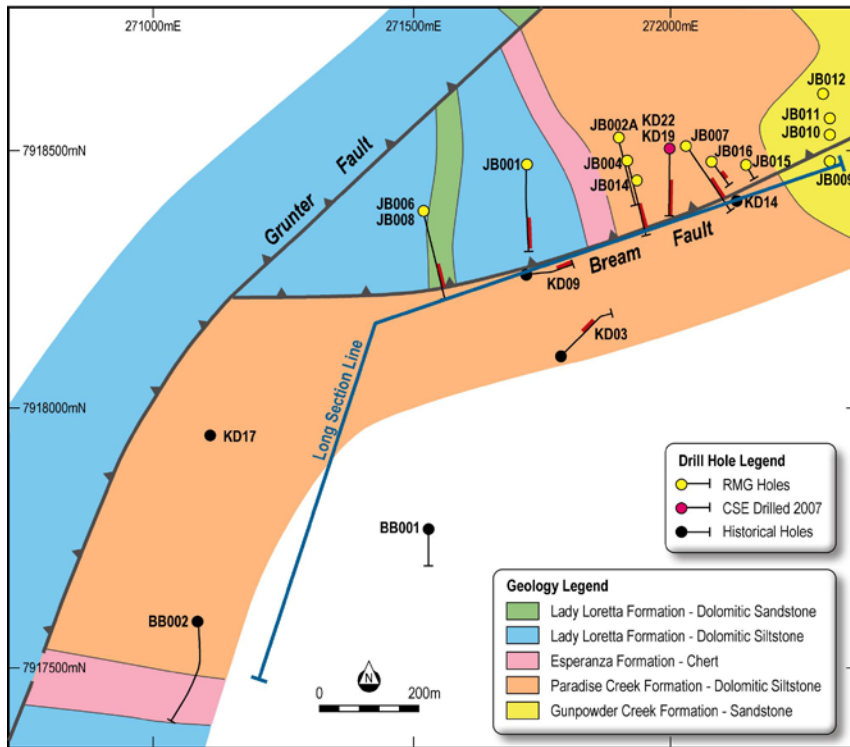 271000mE
271500mE
272000mE
JB012
JB011
JB010
JB009
JB002A
KD22
KD19
JB007
JB004
JB016
JB015
JB014
KD14
7918500mN
JB001
Grunter Fault
JB006
JB008
Bream Fault
KD09
KD03
Long Section Line
7918000mN
KD17
BB001
BB002
7917500mN
N
0
200m
Drill Hole Legend
RMG Holes
CSE Drilled 2007
Historical Holes
Geology Legend
Lady Loretta Formation - Dolomitic Sandstone
Lady Loretta Formation - Dolomitic Siltstone
Esperanza Formation - Chert
Paradise Creek Formation - Dolomitic Siltstone
Gunpowder Creek Formation - Sandstone